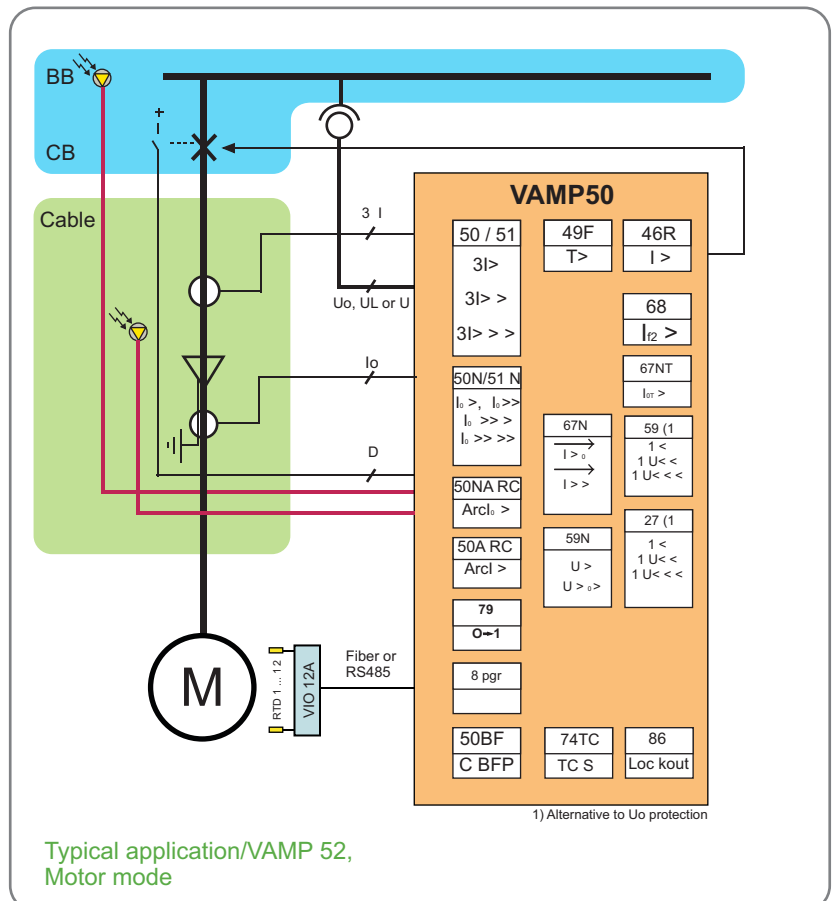 BB
+
CB
VAMP50
Cable
3 I
Uo, UL or U
Io
D
50 / 51
3I>
3I> >
3I> > >
49F
T>
46R
I >
68
If2 >
67NT
I0T >
50N/51 N
I0 >, I0 >>
I0 >> >
I0 >> >>
67N
I > 0
I > >
59 (1
1 <
1 U< <
1 U< < <
50NA RC
ArcI0 >
50A RC
ArcI >
59N
U >
U > 0 >
27 (1
1 <
1 U< <
1 U< < <
79
O→1
8 pgr
50BF
C BFP
74TC
TC S
86
Loc kout
M
RTD 1 ... 1 2
VIO 12A
Fiber or
RS485
1) Alternative to Uo protection
Typical application/VAMP 52,
Motor mode